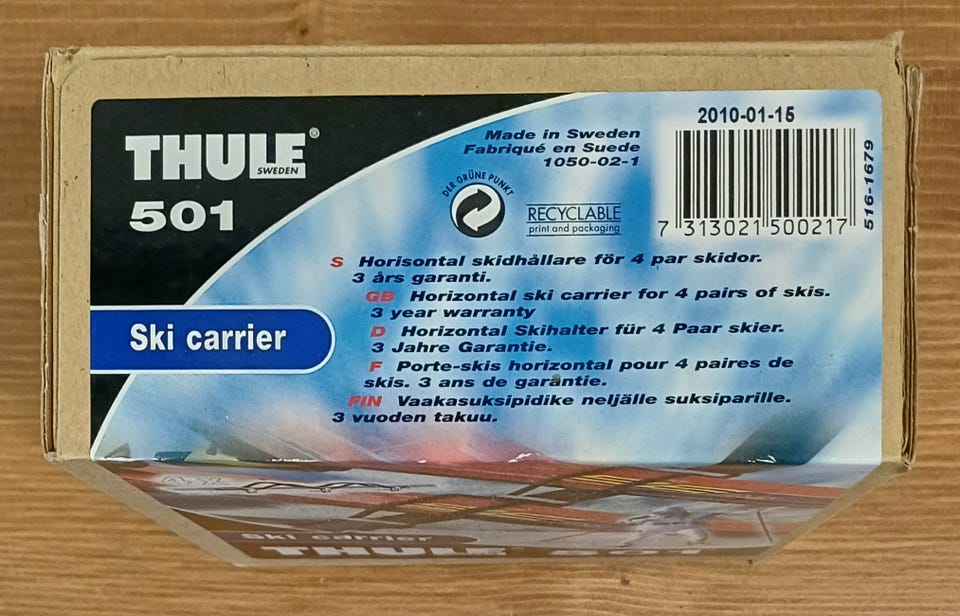 THULE®
SWEDEN
501
Ski carrier
Made in Sweden
Fabriqué en Suede
1050-02-1
DER GRÜNE PUNKT
RECYCLABLE
print and packaging
2010-01-15
7 313021 500217
516-1679
S Horisontal skidhållare för 4 par skidor.
3 års garanti.
GB Horizontal ski carrier for 4 pairs of skis.
3 year warranty
D Horizontal Skihalter für 4 Paar skier.
3 Jahre Garantie.
F Porte-skis horizontal pour 4 paires de
skis. 3 ans de garantie.
FIN Vaakasuksipidike neljälle suksiparille.
3 vuoden takuu.
Ski carrier
THULE 501